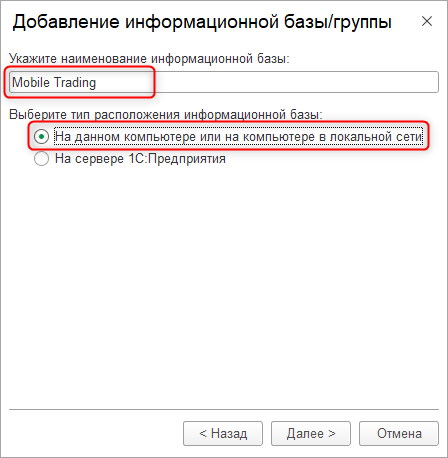 Добавление информационной базы/группы
Укажите наименование информационной базы:
Mobile Trading
Выберите тип расположения информационной базы:
На данном компьютере или на компьютере в локальной сети
На сервере 1С:Предприятия
< Назад
Далее >
Отмена